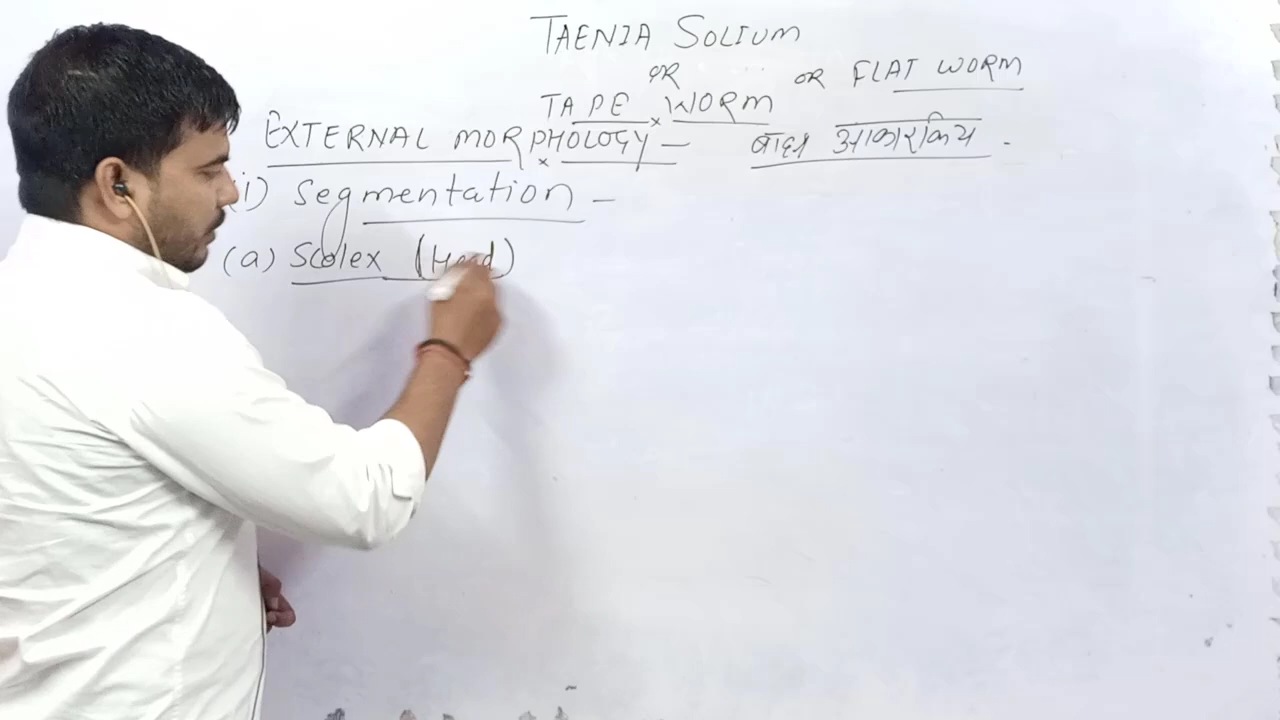 TAENIA SOLIUM
OR
TAPE WORM OR FLAT WORM
EXTERNAL MORPHOLOGY – बाह्य आकारिकी -
(i) Segmentation –
(a) Scolex (Head)